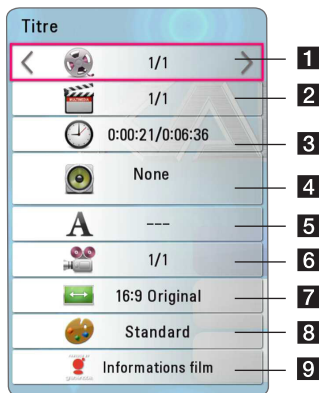 Titre
1/1
1
1/1
2
0:00:21/0:06:36
3
None
4
A
---
5
1/1
6
16:9 Original
7
Standard
8
Informations film
9